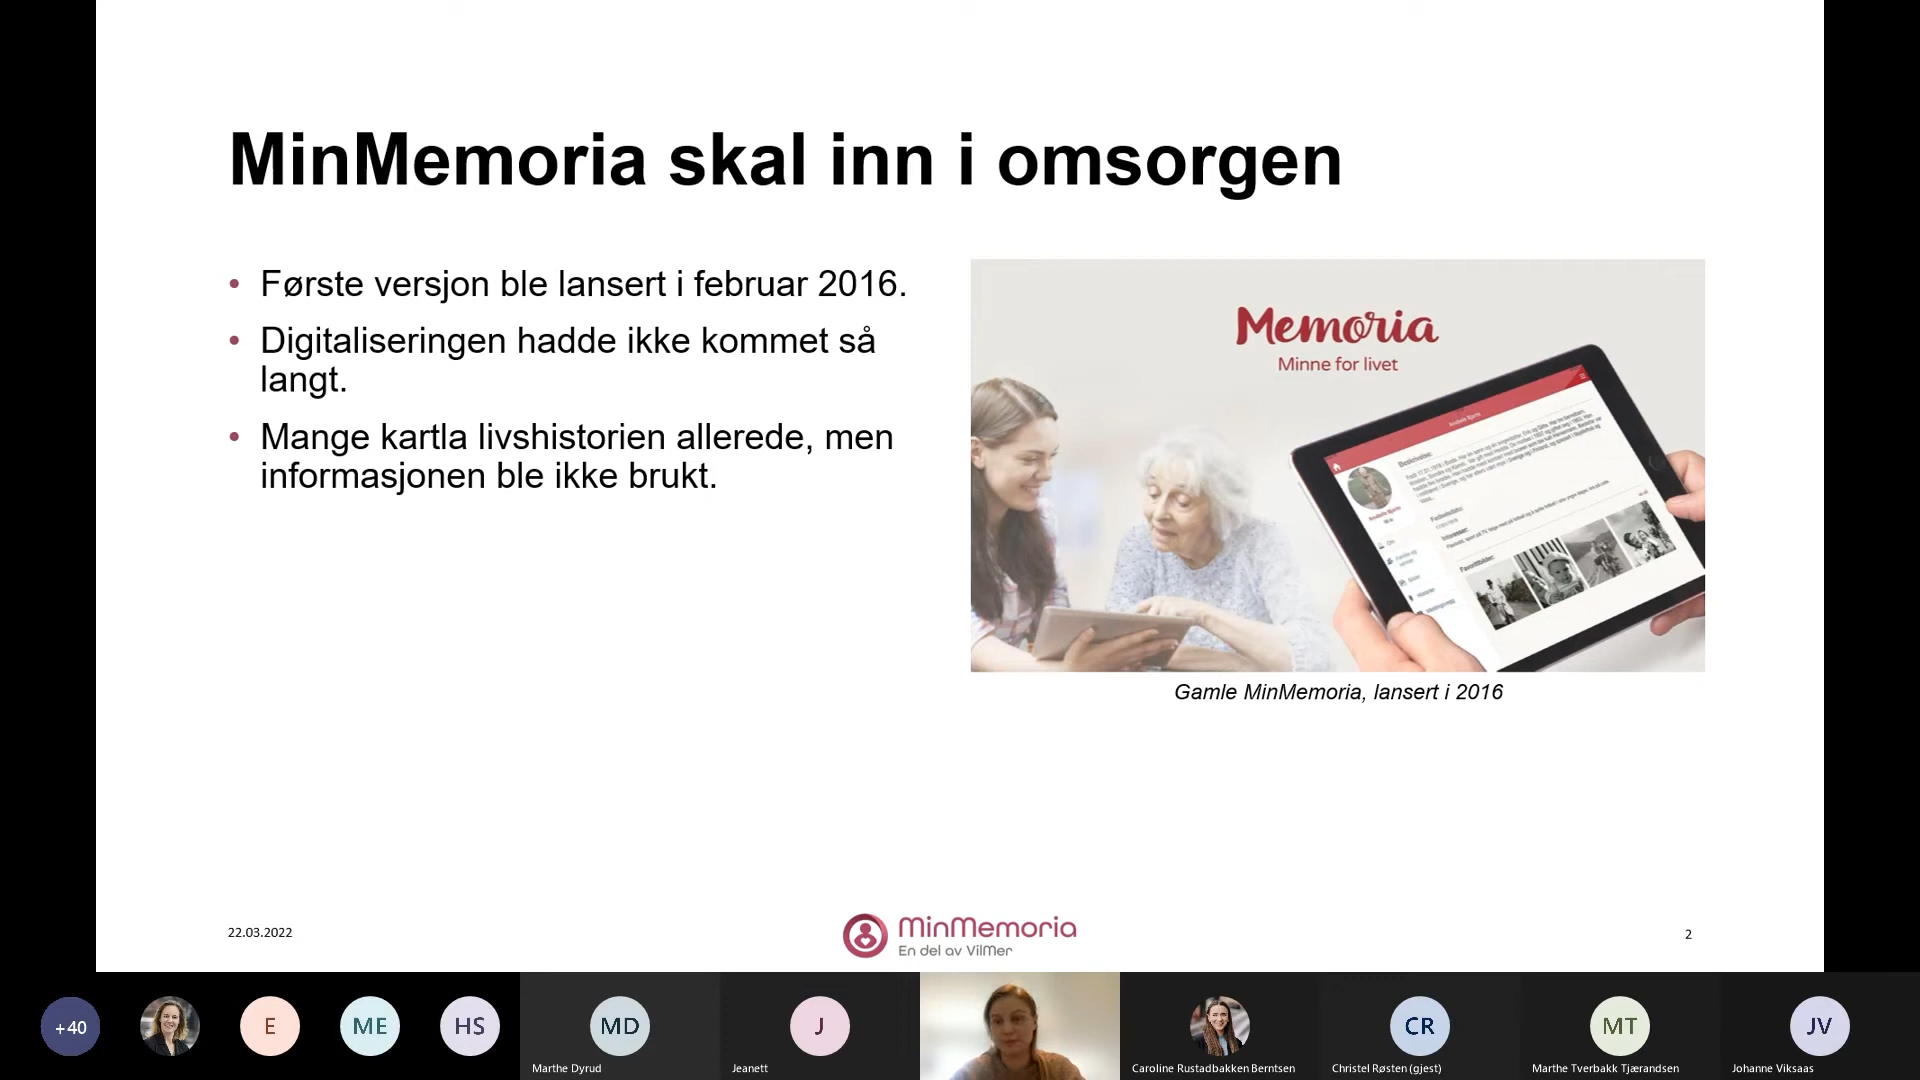 MinMemoria skal inn i omsorgen
• Første versjon ble lansert i februar 2016.
• Digitaliseringen hadde ikke kommet så
langt.
• Mange kartla livshistorien allerede, men
informasjonen ble ikke brukt.
Memoria
Minne for livet
Beskrivelse:
Interesser:
Favorittbilder:
Gamle MinMemoria, lansert i 2016
22.03.2022
MinMemoria
En del av VilMer
2
+40
E
ME
HS
MD
Marthe Dyrud
J
Jeanett
Caroline Rustadbakken Berntsen
CR
Christel Røsten (gjest)
MT
Marthe Tverbakk Tjærandsen
JV
Johanne Viksaas